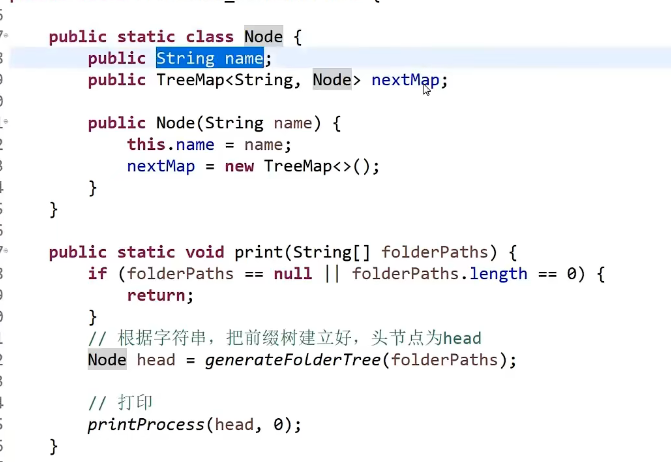 public static class Node {
public String name;
public TreeMap<String, Node> nextMap;
public Node(String name) {
this.name = name;
nextMap = new TreeMap<>();
}
}
public static void print(String[] folderPaths) {
if (folderPaths == null || folderPaths.length == 0) {
return;
}
// 根据字符串，把前缀树建立好，头节点为head
Node head = generateFolderTree(folderPaths);
// 打印
printProcess(head, 0);
}